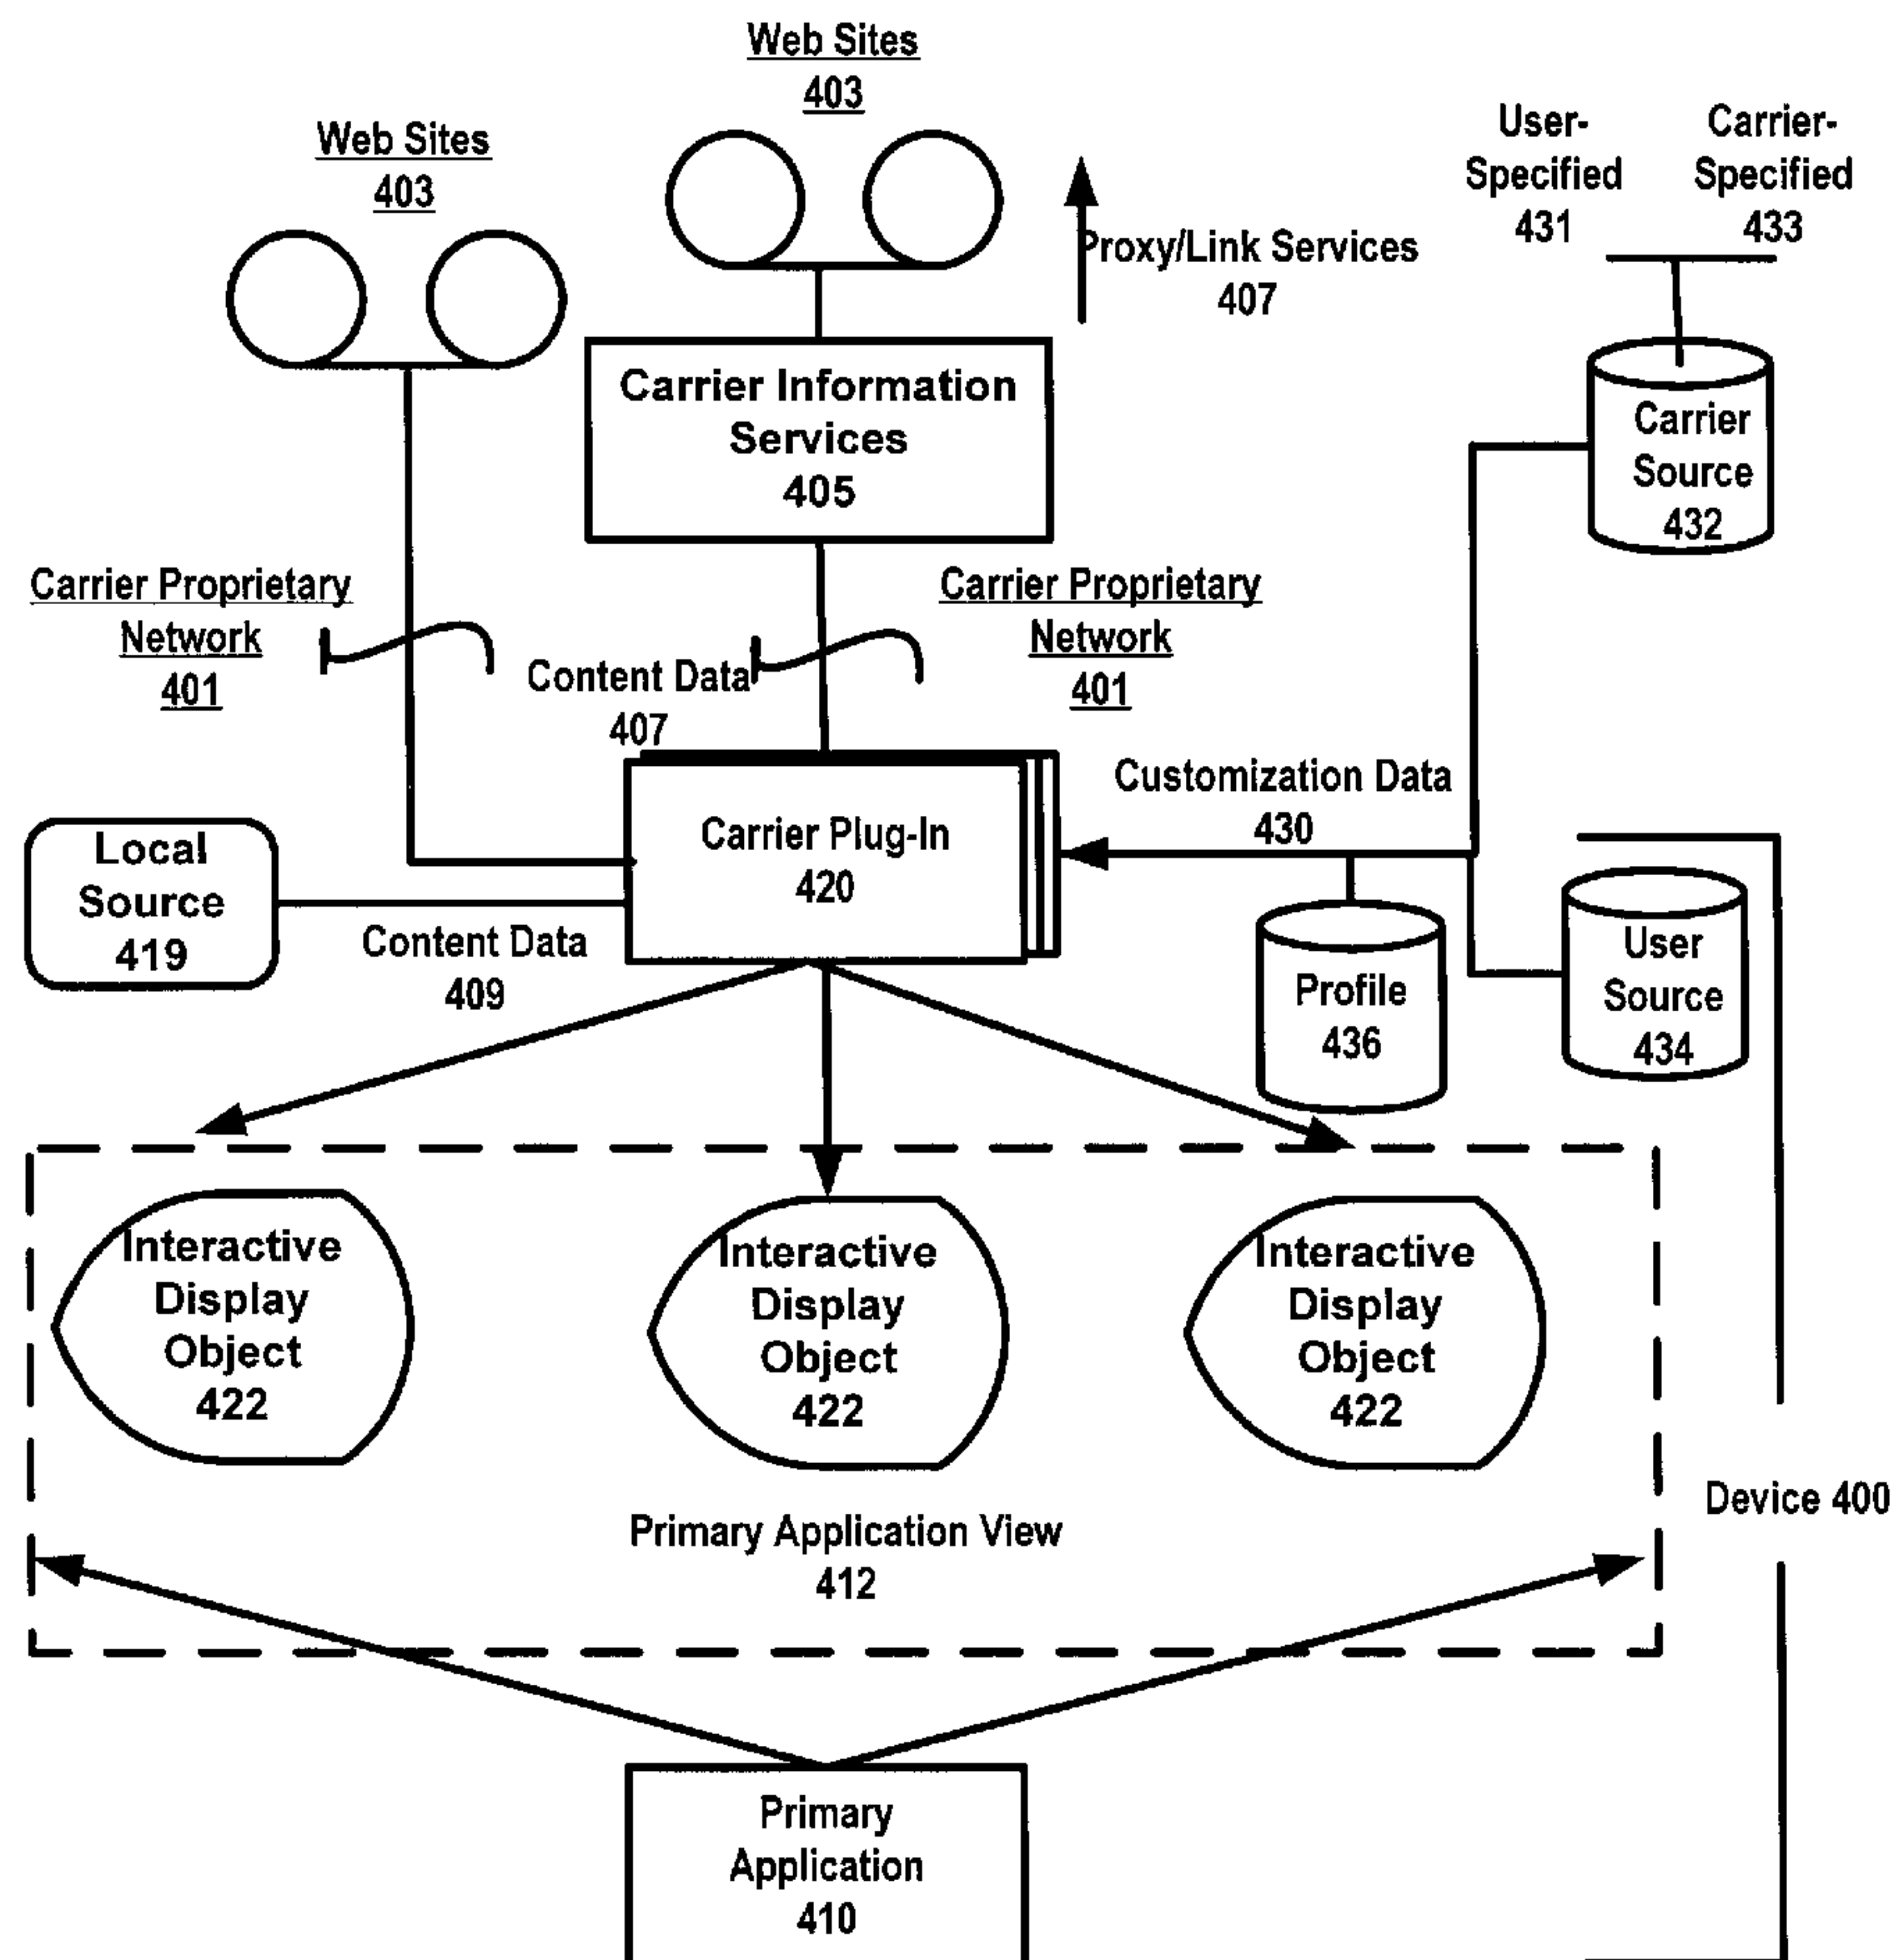 Web Sites
403
Web Sites
403
User-
Specified
431
Carrier-
Specified
433
Proxy/Link Services
407
Carrier Information
Services
405
Carrier
Source
432
Carrier Proprietary
Network
401
Carrier Proprietary
Network
401
Content Data
407
Customization Data
430
Carrier Plug-In
420
Local
Source
419
Content Data
409
Profile
436
User
Source
434
Interactive
Display
Object
422
Interactive
Display
Object
422
Interactive
Display
Object
422
Device 400
Primary Application View
412
Primary
Application
410